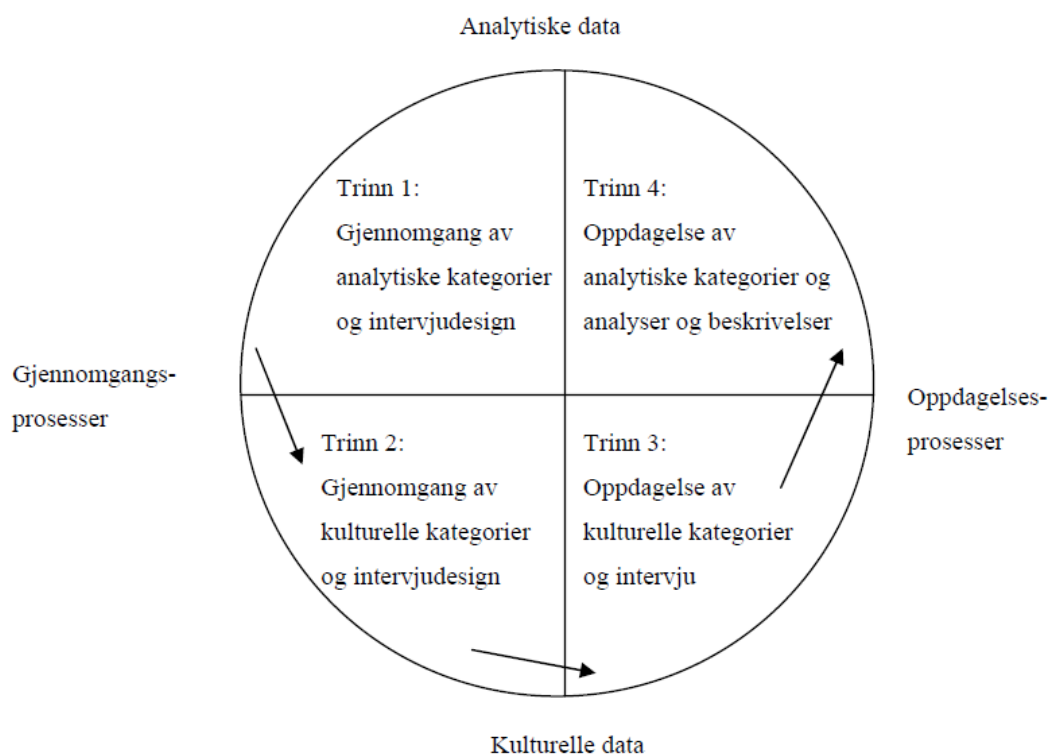 Analytiske data
Trinn 1:
Gjennomgang av
analytiske kategorier
og intervjudesign
Trinn 4:
Oppdagelse av
analytiske kategorier og
analyser og beskrivelser
Gjennomgangs-
prosesser
Oppdagelses-
prosesser
Trinn 2:
Gjennomgang av
kulturelle kategorier
og intervjudesign
Trinn 3:
Oppdagelse av
kulturelle kategorier
og intervju
Kulturelle data